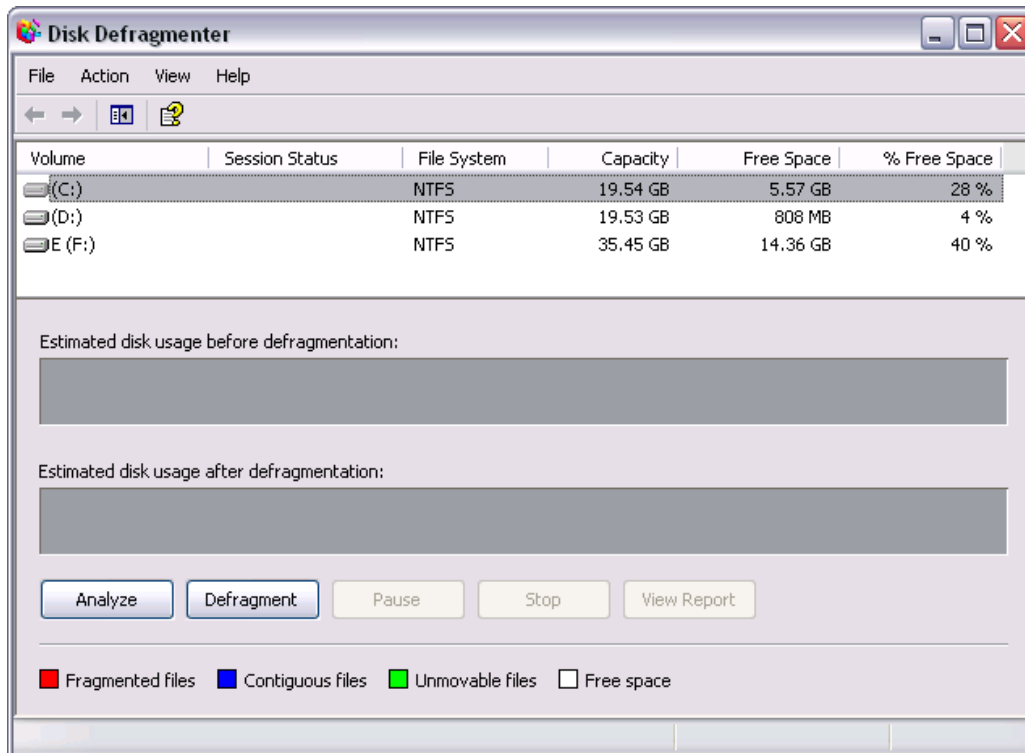 Disk Defragmenter
File Action View Help
Volume Session Status File System Capacity Free Space % Free Space
(C:) NTFS 19.54 GB 5.57 GB 28 %
(D:) NTFS 19.53 GB 808 MB 4 %
E (F:) NTFS 35.45 GB 14.36 GB 40 %
Estimated disk usage before defragmentation:
Estimated disk usage after defragmentation:
Analyze Defragment Pause Stop View Report
Fragmented files Contiguous files Unmovable files Free space